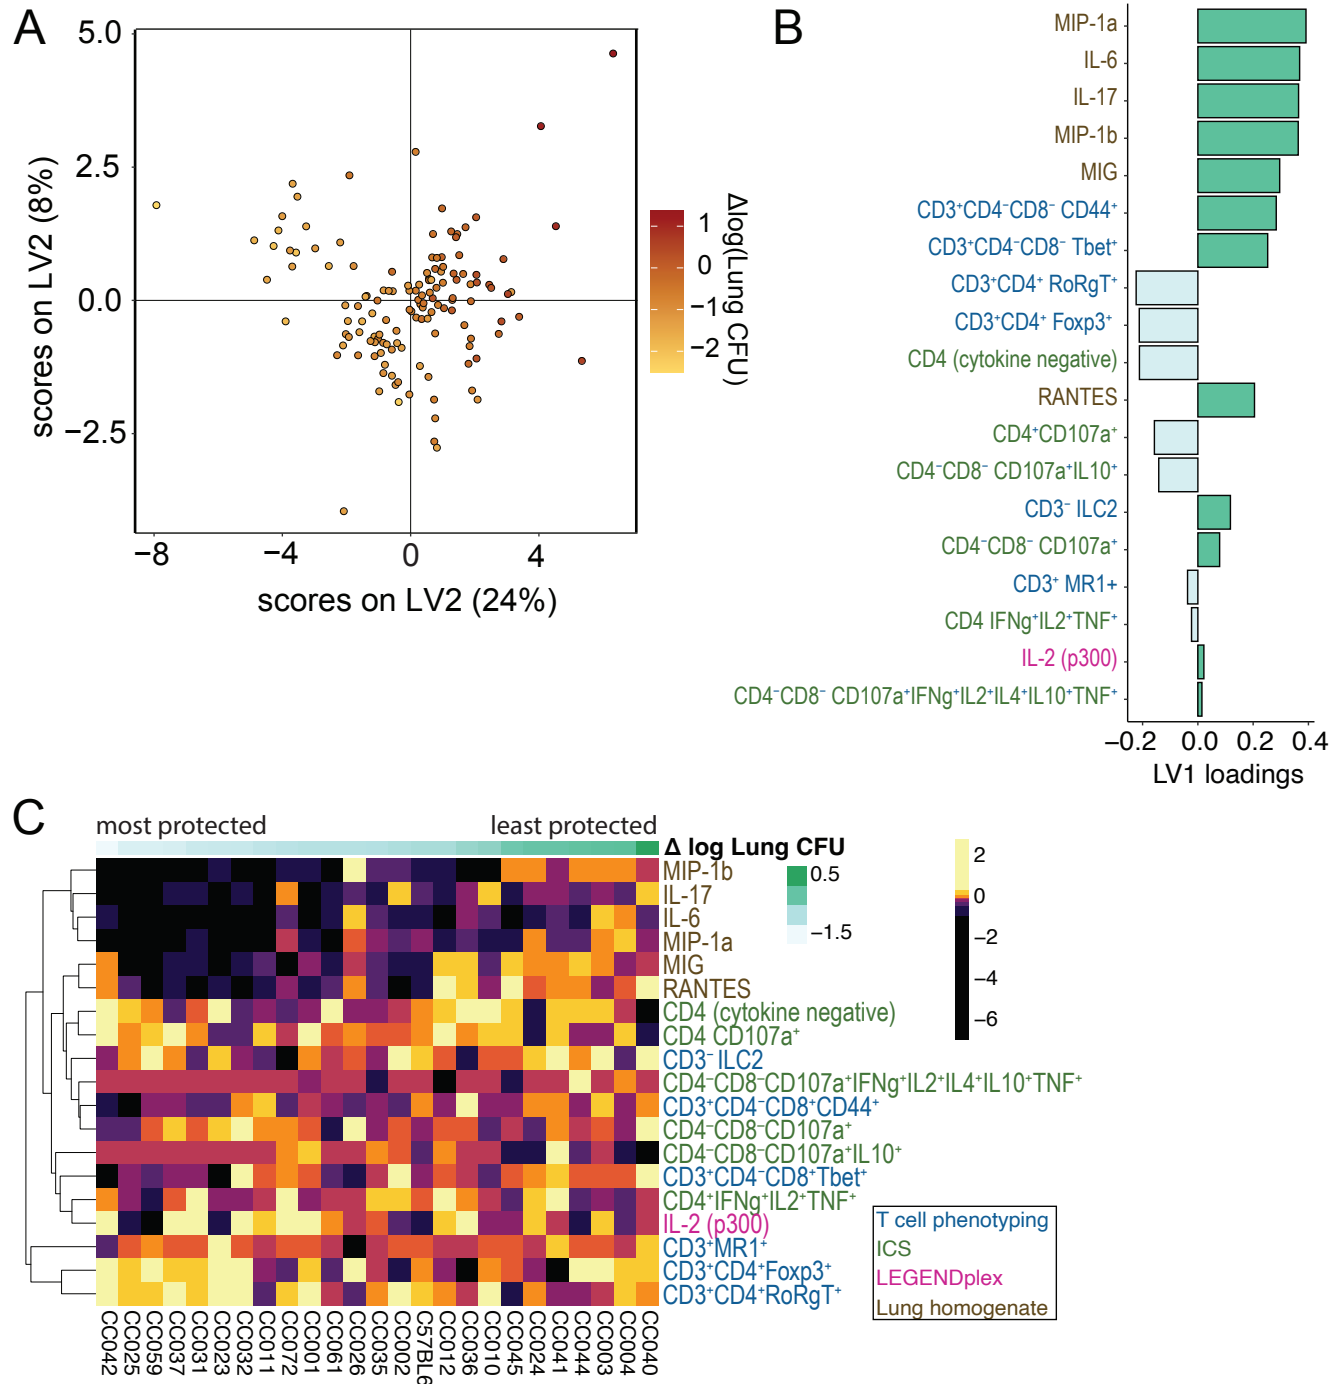 A
5.0
2.5
0.0
−2.5
−8
−4
0
4
scores on LV2 (8%)
scores on LV2 (24%)
1
0
−1
−2
Δlog(Lung CFU)
B
MIP-1a
IL-6
IL-17
MIP-1b
MIG
CD3⁺CD4⁻CD8⁻ CD44⁺
CD3⁺CD4⁻CD8⁻ Tbet⁺
CD3⁺CD4⁺ RoRgT⁺
CD3⁺CD4⁺ Foxp3⁺
CD4 (cytokine negative)
RANTES
CD4⁺CD107a⁺
CD4⁻CD8⁻ CD107a⁺IL10⁺
CD3⁻ ILC2
CD4⁻CD8⁻ CD107a⁺
CD3⁺ MR1+
CD4 IFNg⁺IL2⁺TNF⁺
IL-2 (p300)
CD4⁻CD8⁻ CD107a⁺IFNg⁺IL2⁺IL4⁺IL10⁺TNF⁺
−0.2 0.0 0.2 0.4
LV1 loadings
C
most protected
least protected
Δ log Lung CFU
0.5
−1.5
2
0
−2
−4
−6
MIP-1b
IL-17
IL-6
MIP-1a
MIG
RANTES
CD4 (cytokine negative)
CD4 CD107a⁺
CD3⁻ ILC2
CD4⁻CD8⁻CD107a⁺IFNg⁺IL2⁺IL4⁺IL10⁺TNF⁺
CD3⁺CD4⁻CD8⁺CD44⁺
CD4⁻CD8⁻CD107a⁺
CD4⁻CD8⁻CD107a⁺IL10⁺
CD3⁺CD4⁻CD8⁺Tbet⁺
CD4⁺IFNg⁺IL2⁺TNF⁺
IL-2 (p300)
CD3⁺MR1⁺
CD3⁺CD4⁺Foxp3⁺
CD3⁺CD4⁺RoRgT⁺
T cell phenotyping
ICS
LEGENDplex
Lung homogenate
CC042
CC025
CC059
CC037
CC031
CC023
CC032
CC011
CC072
CC001
CC061
CC026
CC035
CC002
C57BL6
CC012
CC036
CC010
CC045
CC024
CC041
CC044
CC003
CC004
CC040